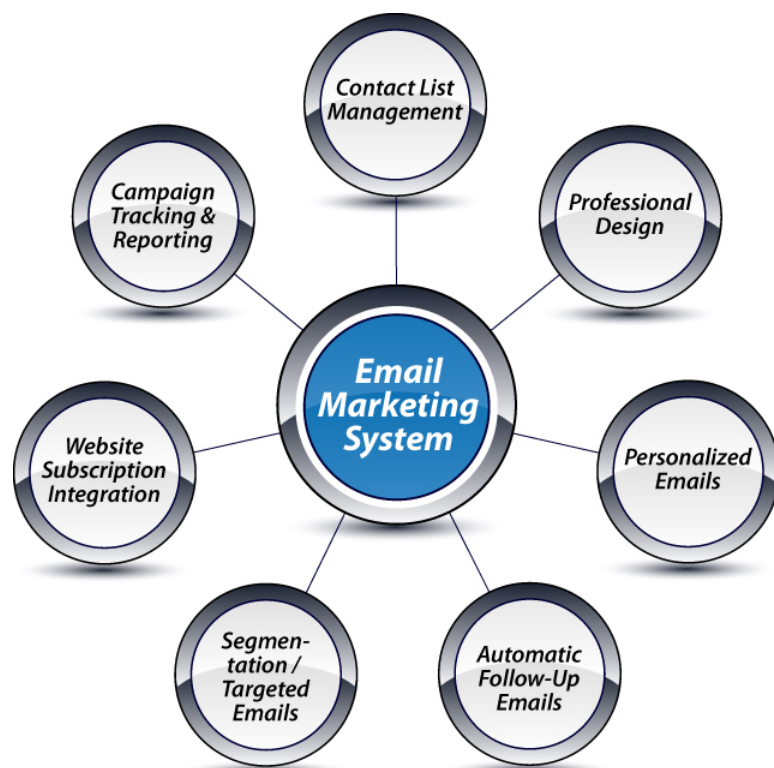 Contact List
Management
Professional
Design
Personalized
Emails
Automatic
Follow-Up
Emails
Segmen-
tation /
Targeted
Emails
Website
Subscription
Integration
Campaign
Tracking &
Reporting
Email
Marketing
System